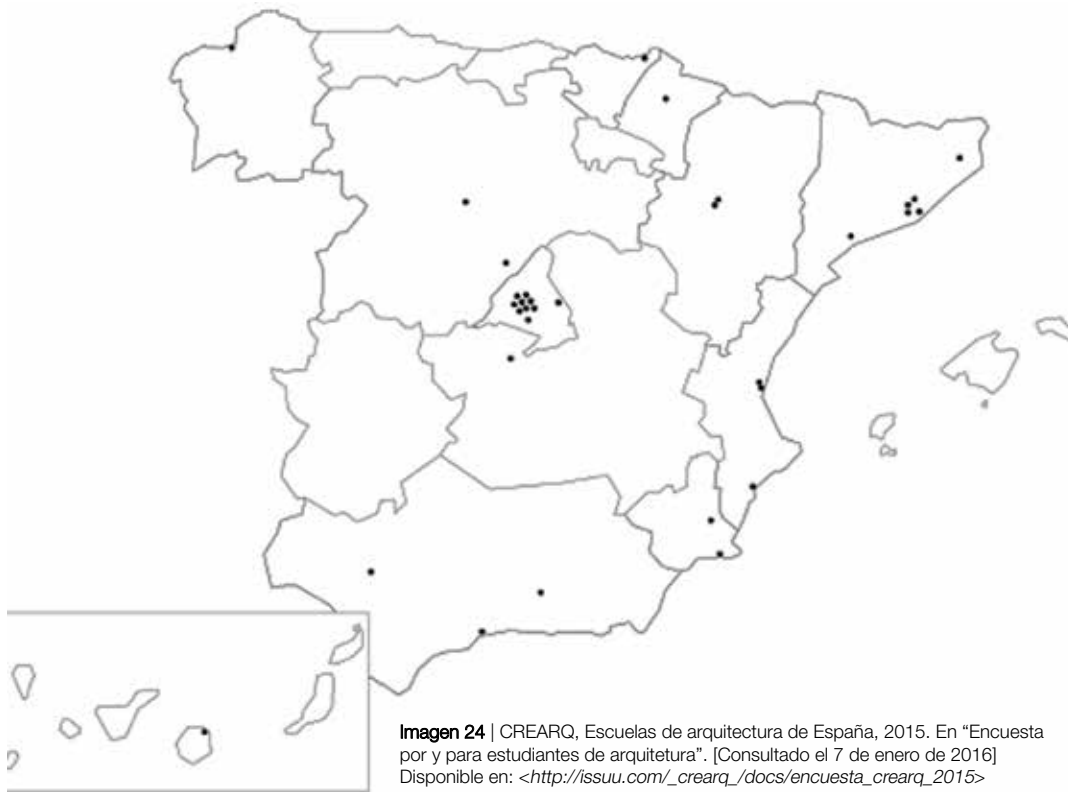 Imagen 24 | CREARQ, Escuelas de arquitectura de España, 2015. En “Encuesta
por y para estudiantes de arquitetura”. [Consultado el 7 de enero de 2016]
Disponible en: <http://issuu.com/_crearq_/docs/encuesta_crearq_2015>